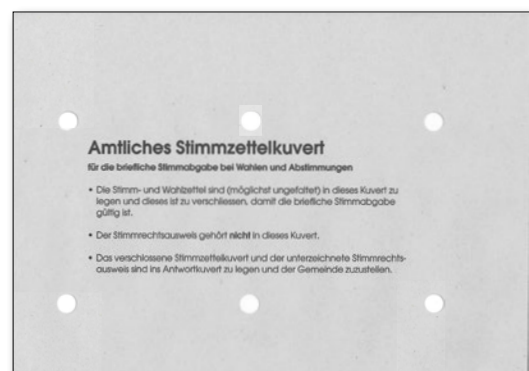 Amtliches Stimmzettelkuvert
für die briefliche Stimmabgabe bei Wahlen und Abstimmungen
• Die Stimm- und Wahlzettel sind (möglichst ungefaltet) in dieses Kuvert zu
legen und dieses ist zu verschliessen, damit die briefliche Stimmabgabe
gültig ist.
• Der Stimmrechtsausweis gehört nicht in dieses Kuvert.
• Das verschlossene Stimmzettelkuvert und der unterzeichnete Stimmrechts-
ausweis sind ins Antwortkuvert zu legen und der Gemeinde zuzustellen.